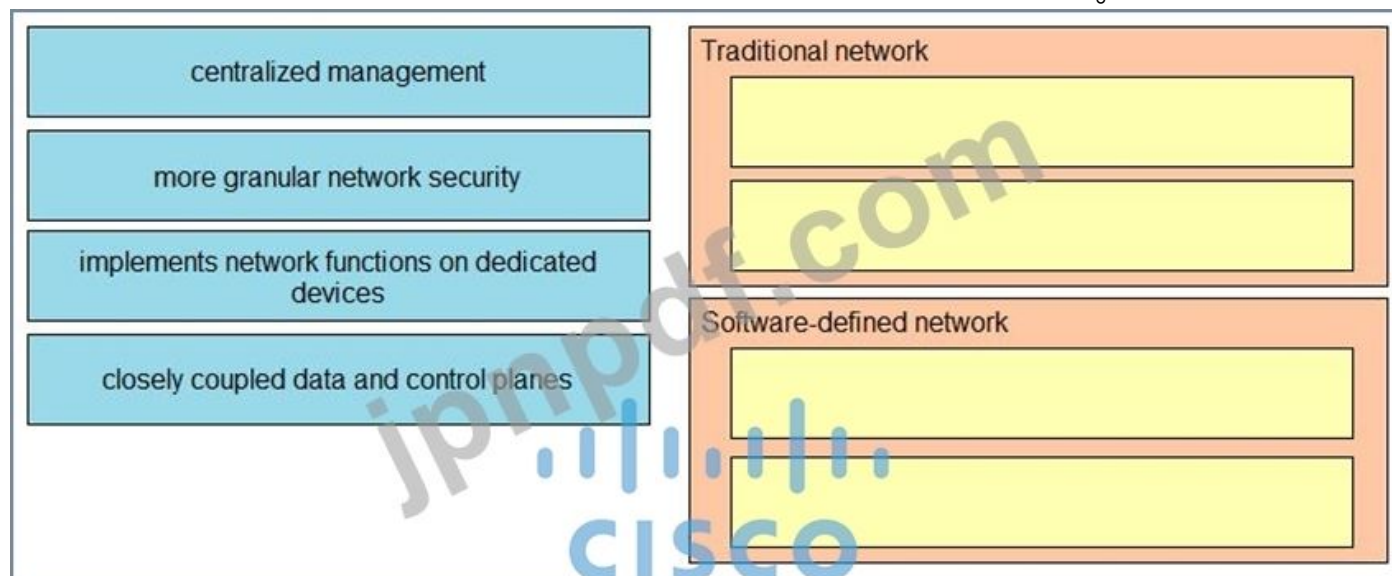 centralized management
more granular network security
implements network functions on dedicated
devices
closely coupled data and control planes
Traditional network
Software-defined network
jpnpdf.com
CISCO